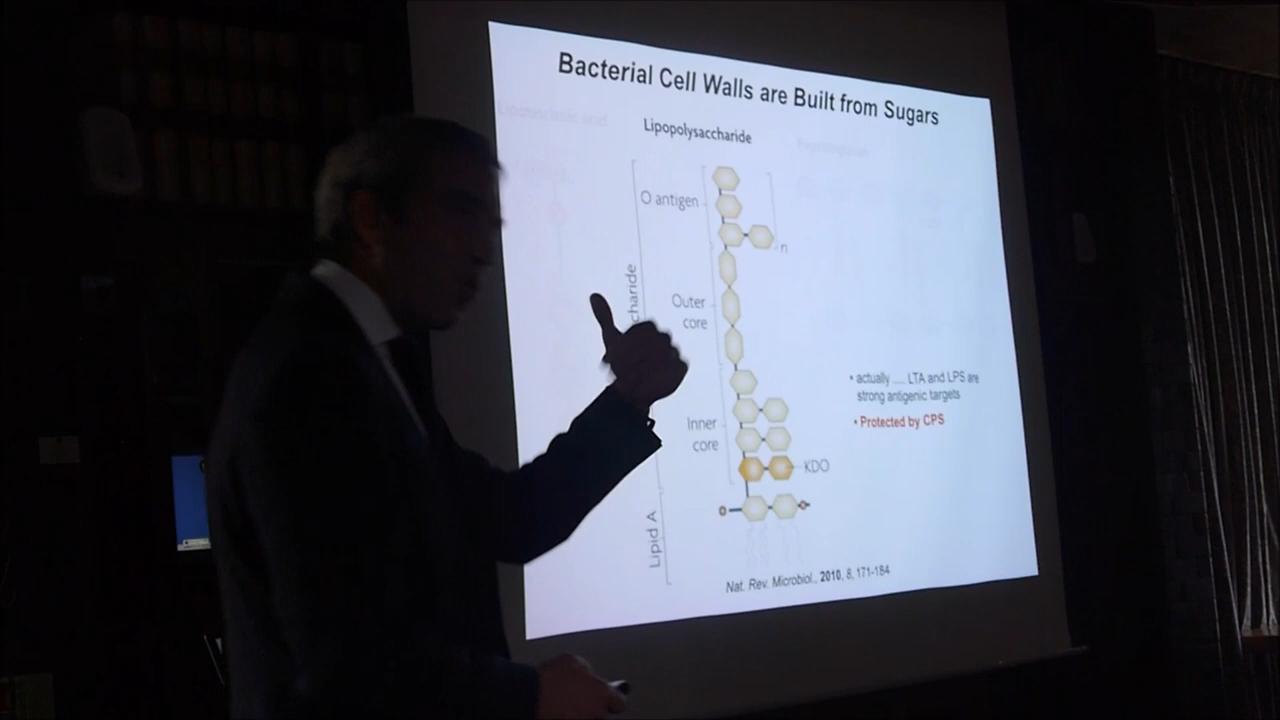 Bacterial Cell Walls are Built from Sugars
Lipopolysaccharide
O antigen
n
charide
Outer
core
• actually .... LTA and LPS are
strong antigenic targets
• Protected by CPS
Inner
core
KDO
Lipid A
Nat. Rev. Microbiol., 2010, 8, 171-184